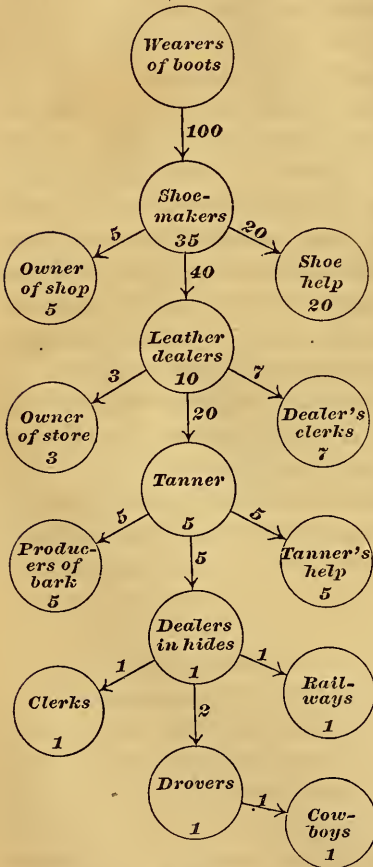 Wearers
of boots
100
Shoe-
makers
35
5
20
Owner
of shop
5
40
Shoe
help
20
Leather
dealers
10
3
7
Owner
of store
3
20
Dealer's
clerks
7
Tanner
5
5
5
Produc-
ers of
bark
5
5
Tanner's
help
5
Dealers
in hides
1
1
1
Clerks
1
2
Rail-
ways
1
Drovers
1
1
Cow-
boys
1